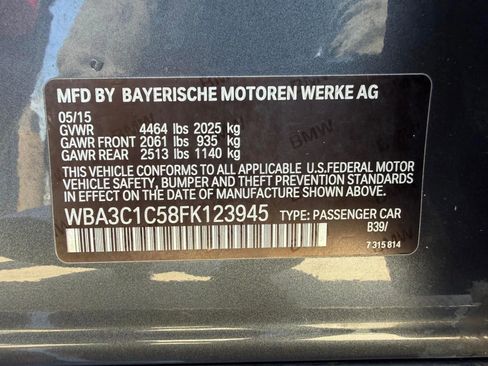 MFD BY BAYERISCHE MOTOREN WERKE AG
05/15
GVWR 4464 lbs 2025 kg
GAWR FRONT 2061 lbs 935 kg
GAWR REAR 2513 lbs 1140 kg
THIS VEHICLE CONFORMS TO ALL APPLICABLE U.S.FEDERAL MOTOR
VEHICLE SAFETY, BUMPER AND THEFT PREVENTION STANDARDS
IN EFFECT ON THE DATE OF MANUFACTURE SHOWN ABOVE.
WBA3C1C58FK123945 TYPE: PASSENGER CAR
B39/
7 315 814